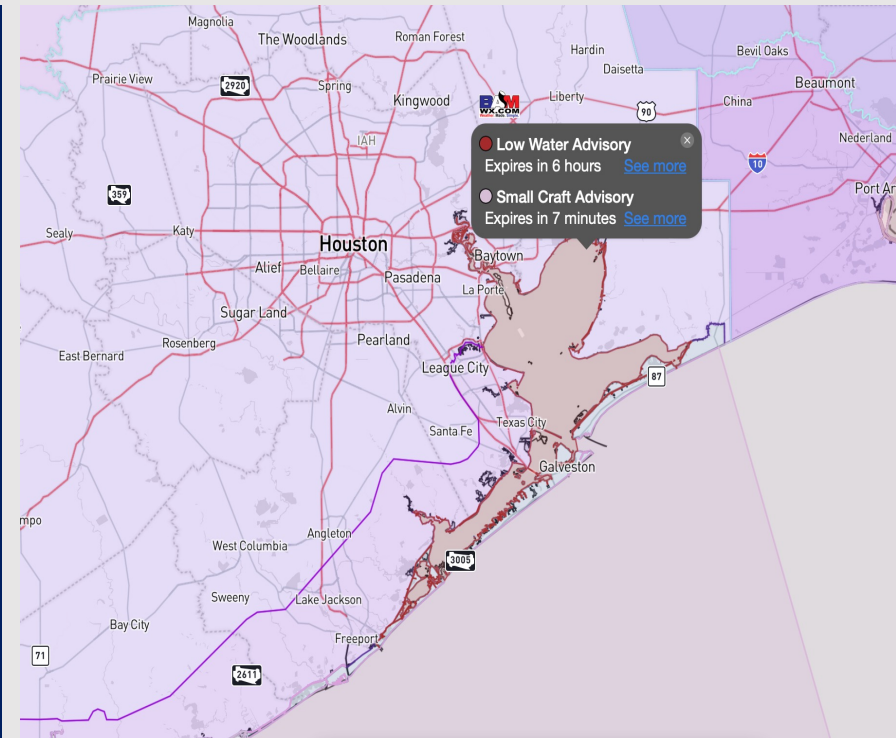 Magnolia
The Woodlands
Roman Forest
Hardin
Daisetta
Bevil Oaks
Prairie View
2920
Spring
Kingwood
BAM
WX.COM
Liberty
90
China
Beaumont
Nederland
IAH
Low Water Advisory
Expires in 6 hours See more
Small Craft Advisory
Expires in 7 minutes See more
10
Port Ar
359
Sealy
Katy
Houston
Baytown
Alief
Bellaire
Pasadena
La Porte
Sugar Land
Rosenberg
Pearland
East Bernard
League City
87
Alvin
Santa Fe
Texas City
Galveston
mpo
West Columbia
Angleton
3005
Sweeny
Lake Jackson
Bay City
Freeport
71
2611